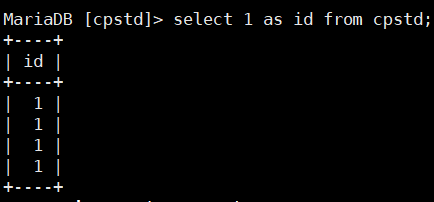 MariaDB [cpstd]> select 1 as id from cpstd;
+----+
| id |
+----+
|  1 |
|  1 |
|  1 |
|  1 |
+----+